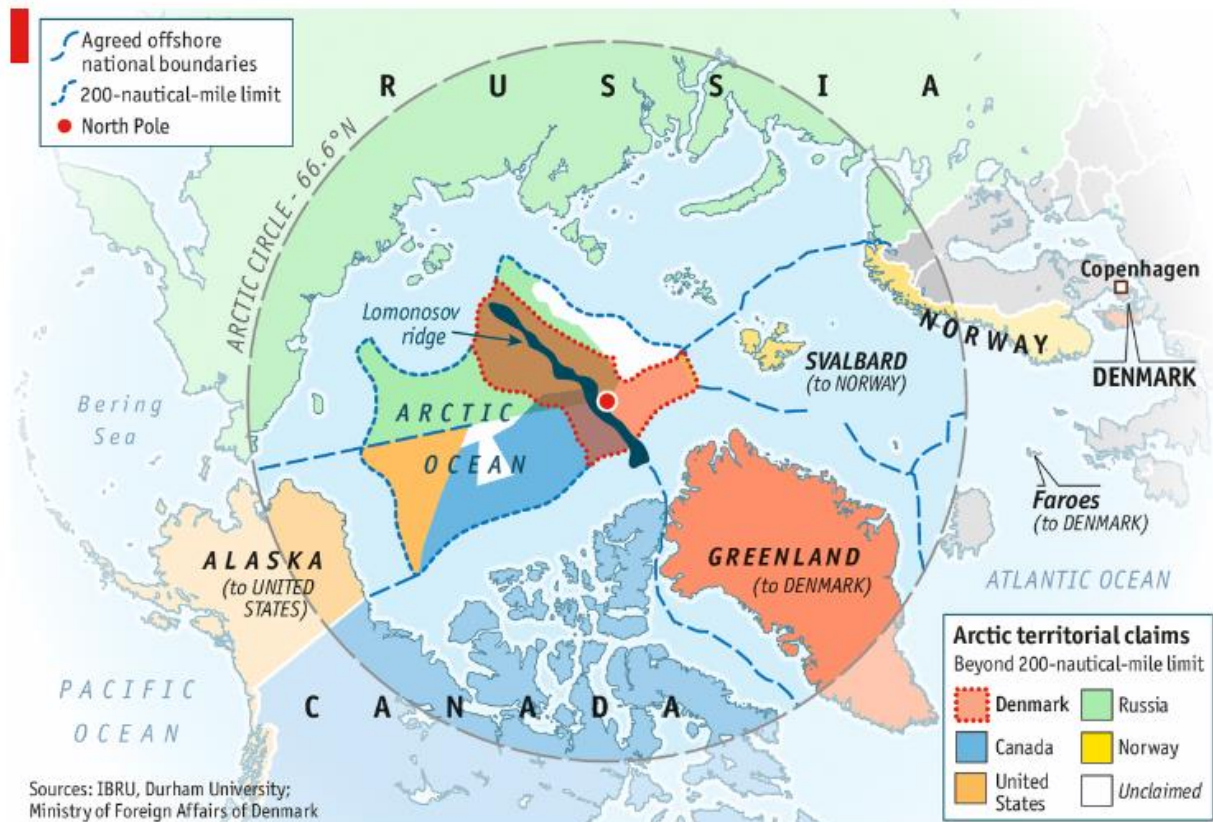 Agreed offshore
national boundaries
200-nautical-mile limit
North Pole
RUSSIA
ARCTIC CIRCLE - 66.6°N
Lomonosov
ridge
Copenhagen
NORWAY
SVALBARD
(to NORWAY)
DENMARK
Bering
Sea
ARCTIC
OCEAN
Faroes
(to DENMARK)
ALASKA
(to UNITED
STATES)
GREENLAND
(to DENMARK)
ATLANTIC OCEAN
PACIFIC
OCEAN
CANADA
Arctic territorial claims
Beyond 200-nautical-mile limit
Denmark
Russia
Canada
Norway
United
States
Unclaimed
Sources: IBRU, Durham University;
Ministry of Foreign Affairs of Denmark